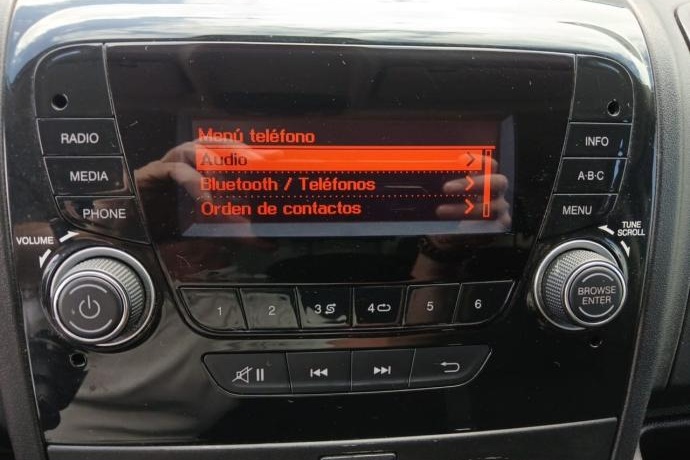 Menú teléfono
Audio
Bluetooth / Teléfonos
Orden de contactos
RADIO
MEDIA
PHONE
INFO
A-B-C
MENU
VOLUME
TUNE
SCROLL
BROWSE
ENTER
1 2 3 4 5 6